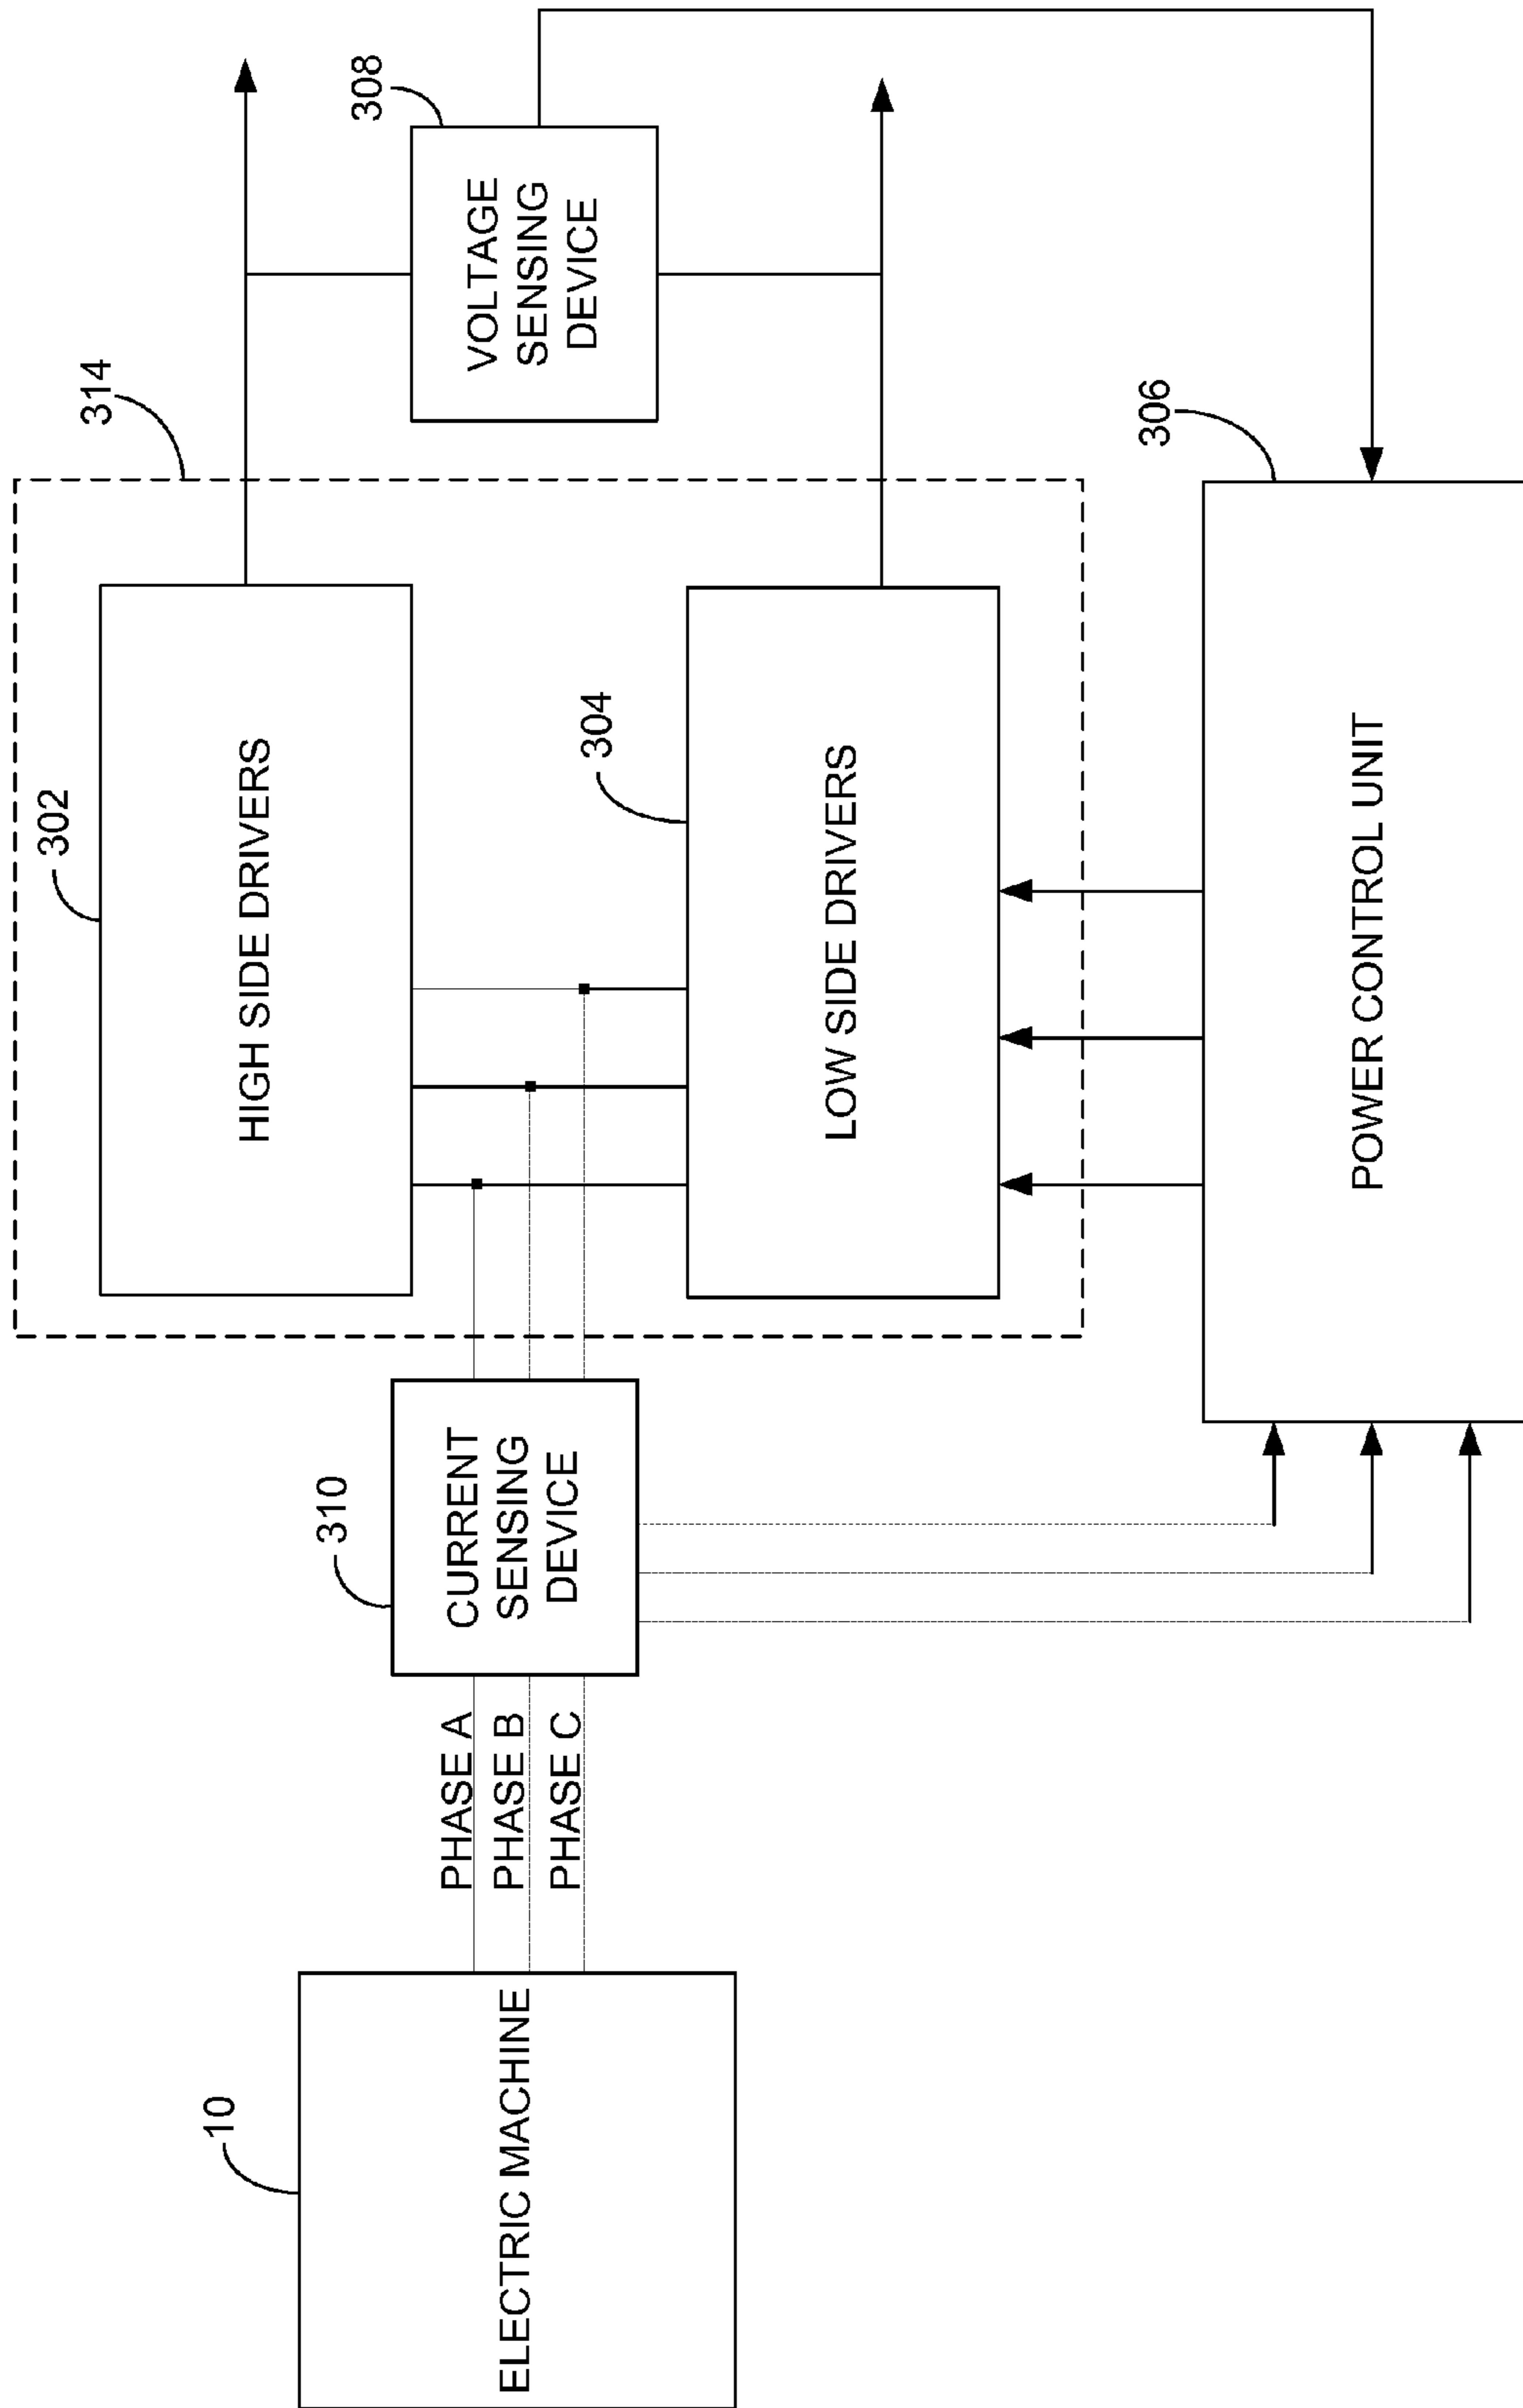 10
ELECTRIC MACHINE
PHASE A
PHASE B
PHASE C
310
CURRENT
SENSING
DEVICE
314
302
HIGH SIDE DRIVERS
304
LOW SIDE DRIVERS
308
VOLTAGE
SENSING
DEVICE
306
POWER CONTROL UNIT